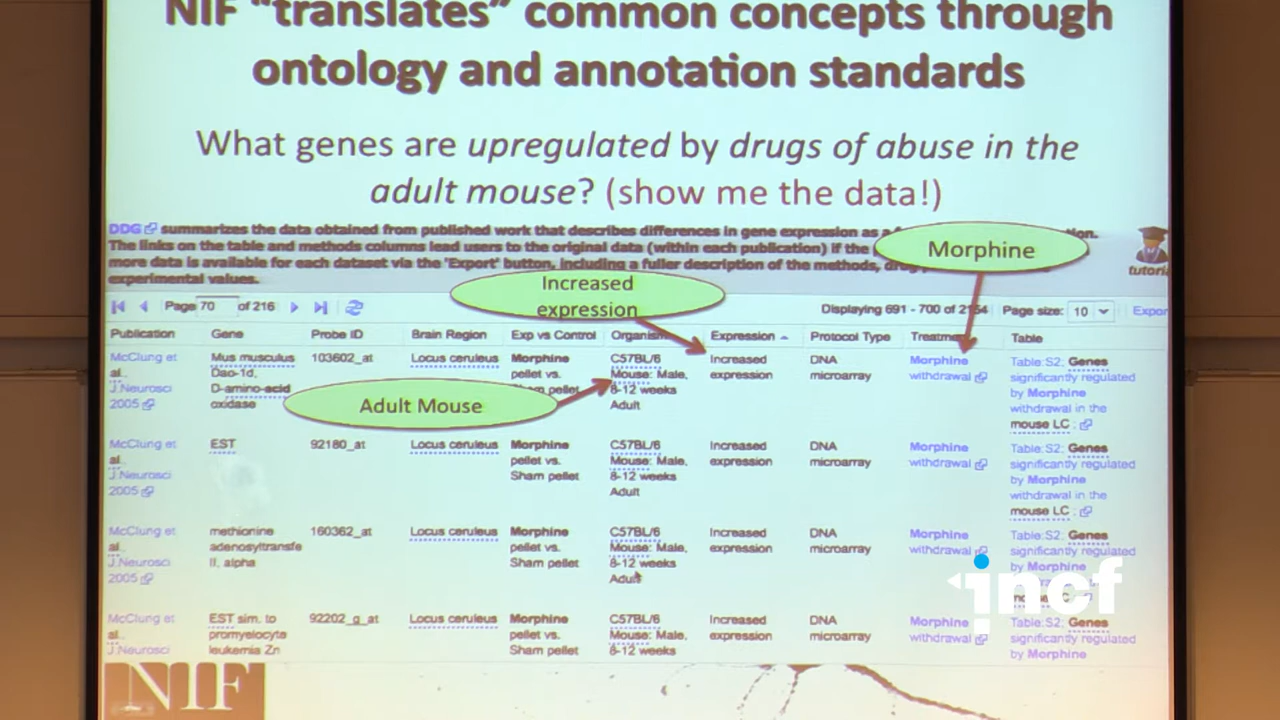 NIF "translates" common concepts through
ontology and annotation standards
What genes are upregulated by drugs of abuse in the
adult mouse? (show me the data!)
DDG summarizes the data obtained from published work that describes differences in gene expression as a
The links on the table and methods columns lead users to the original data (within each publication) if the
more data is available for each dataset via the 'Export' button, including a fuller description of the methods,
experimental values.
Morphine
tutori
Increased
expression
Page 70 of 216
Displaying 691 - 700 of 2154 Page size: 10 Expor
Publication Gene Probe ID Brain Region Exp vs Control Organism Expression Protocol Type Treatment Table
McClung et Mus musculus 103602_at Locus ceruleus Morphine C57BL/6 Increased DNA Morphine Table:S2: Genes
al.. Dao-1d, pellet vs. Mouse: Male, expression microarray withdrawal significantly regulated
J.Neurosci D-amino-acid pellet 8-12 weeks by Morphine
2005 oxidase Adult withdrawal in the
mouse LC :
Adult Mouse
McClung et EST 92180_at Locus ceruleus Morphine C57BL/6 Increased DNA Morphine Table:S2: Genes
al.. pellet vs. Mouse: Male, expression microarray withdrawal significantly regulated
J.Neurosci Sham pellet 8-12 weeks by Morphine
2005 Adult withdrawal in the
mouse LC :
McClung et methionine 160362_at Locus ceruleus Morphine C57BL/6 Increased DNA Morphine Table:S2: Genes
al.. adenosyltransfe pellet vs. Mouse: Male, expression microarray withdrawal significantly regulated
J.Neurosci II, alpha Sham pellet 8-12 weeks by Morphine
2005 Adult
incf
McClung et EST sim. to 92202_g_at Locus ceruleus Morphine C57BL/6 Increased DNA Morphine Table:S2: Genes
al.. promyelocyte pellet vs. Mouse: Male, expression microarray withdrawal significantly regulated
J.Neurosci leukemia Zn Sham pellet 8-12 weeks by Morphine
NIF